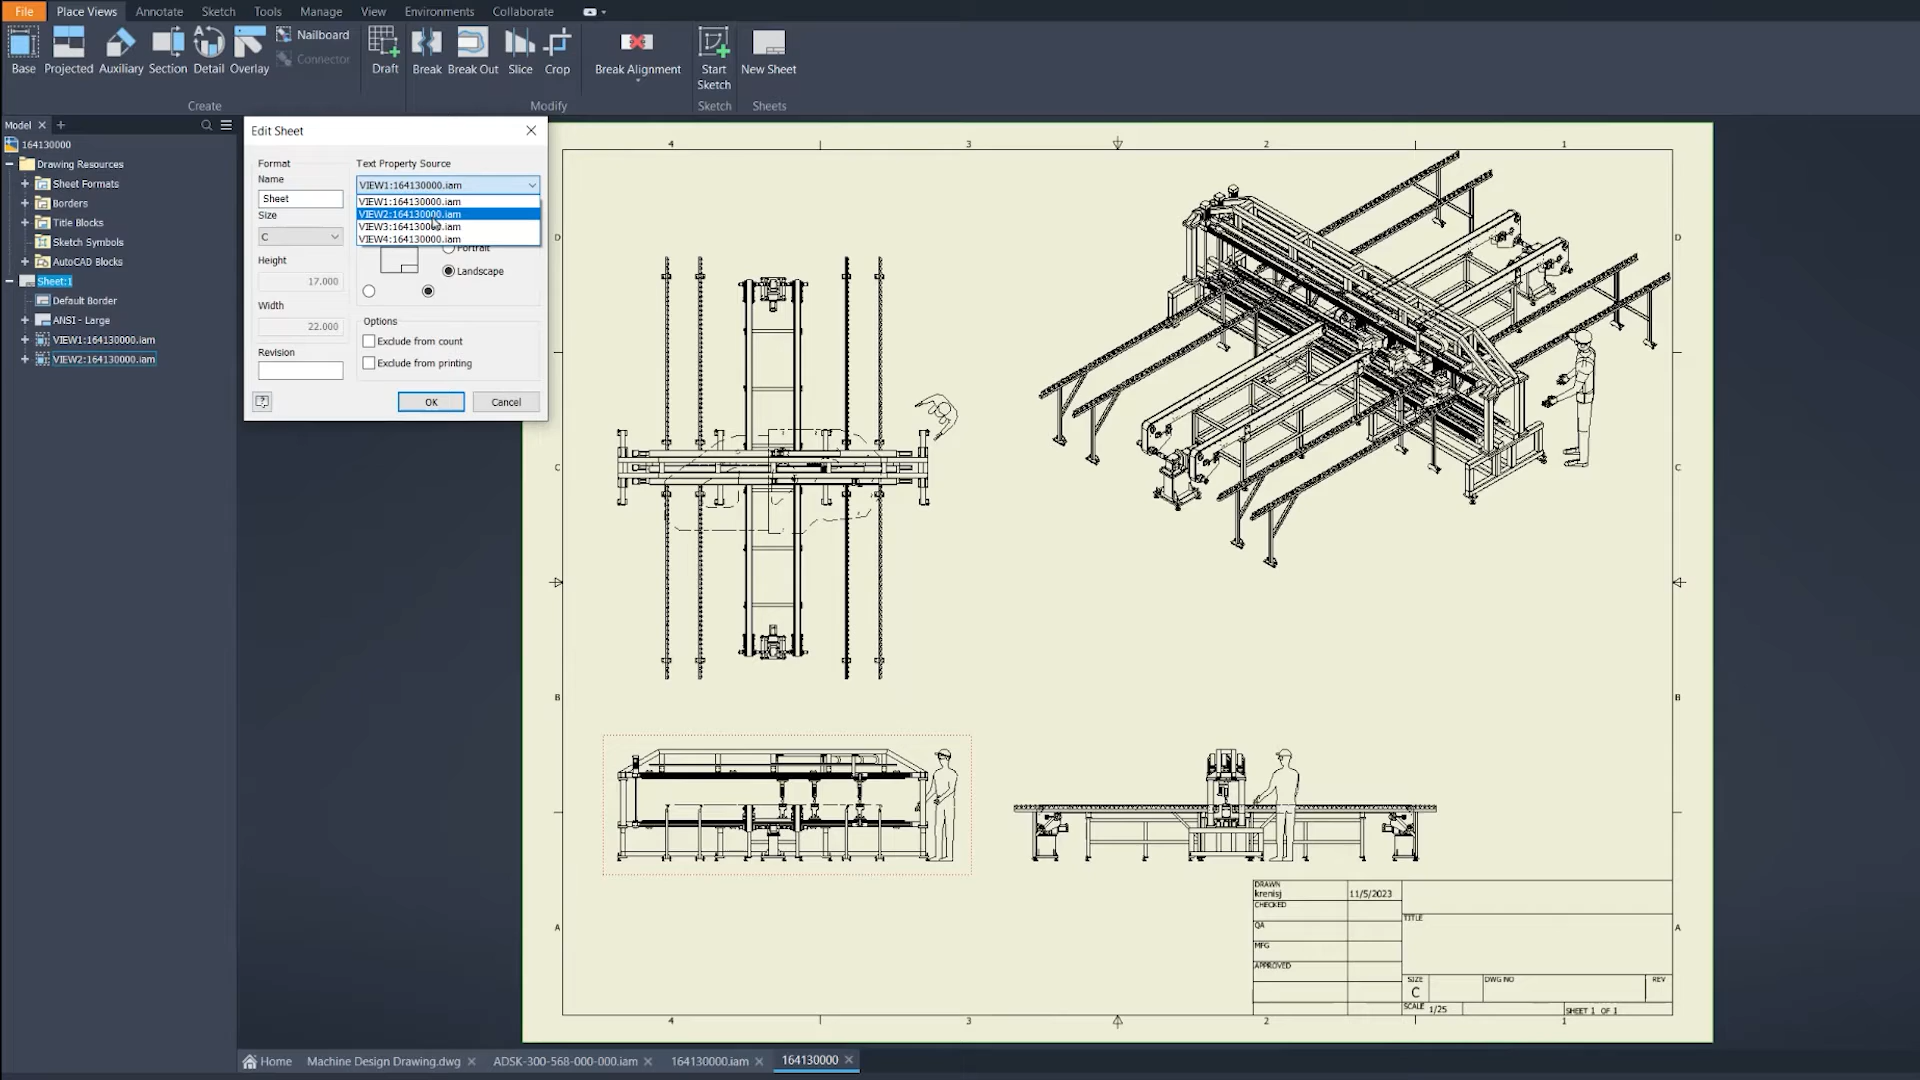 File Place Views Annotate Sketch Tools Manage View Environments Collaborate
Base Projected Auxiliary Section Detail Overlay
Nailboard
Connector
Draft
Break Break Out Slice Crop
Break Alignment
Start
Sketch
New Sheet
Create
Modify
Sketch
Sheets
Model
164130000
Drawing Resources
Sheet Formats
Borders
Title Blocks
Sketch Symbols
AutoCAD Blocks
Sheet:1
Default Border
ANSI - Large
VIEW1:164130000.iam
VIEW2:164130000.iam
Edit Sheet
Format
Name
Sheet
Size
C
Height
17.000
Width
22.000
Revision
Text Property Source
VIEW1:164130000.iam
VIEW1:164130000.iam
VIEW2:164130000.iam
VIEW3:164130000.iam
VIEW4:164130000.iam
Portrait
Landscape
Options
Exclude from count
Exclude from printing
OK
Cancel
4 3 2 1
D D
C C
B B
A A
4 3 2 1
DRAWN
krenisj
11/5/2023
CHECKED
QA
MFG
APPROVED
TITLE
SIZE
C
DWG NO
REV
SCALE
1/25
SHEET 1 OF 1
Home Machine Design Drawing.dwg ADSK-300-568-000-000.iam 164130000.iam 164130000